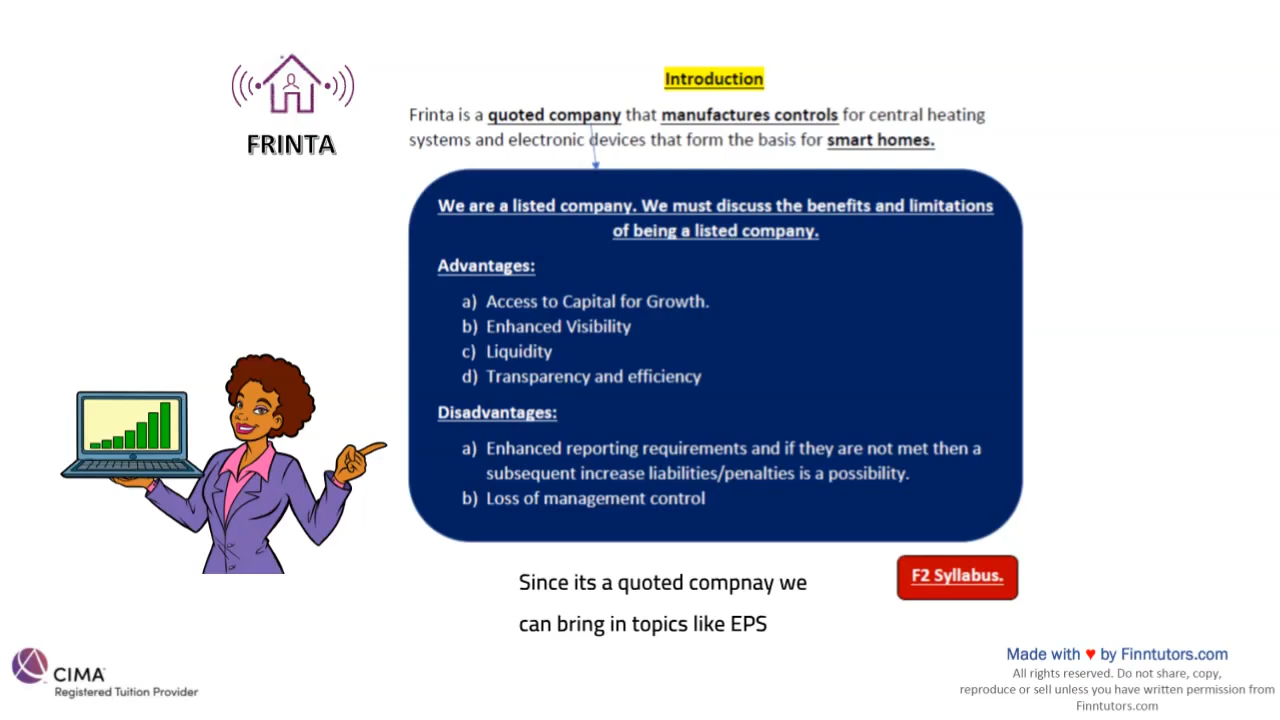 FRINTA
Introduction
Frinta is a quoted company that manufactures controls for central heating
systems and electronic devices that form the basis for smart homes.
We are a listed company. We must discuss the benefits and limitations
of being a listed company.
Advantages:
a) Access to Capital for Growth.
b) Enhanced Visibility
c) Liquidity
d) Transparency and efficiency
Disadvantages:
a) Enhanced reporting requirements and if they are not met then a
subsequent increase liabilities/penalties is a possibility.
b) Loss of management control
Since its a quoted compnay we
can bring in topics like EPS
F2 Syllabus.
CIMA
Registered Tuition Provider
Made with ♥ by Finntutors.com
All rights reserved. Do not share, copy,
reproduce or sell unless you have written permission from
Finntutors.com